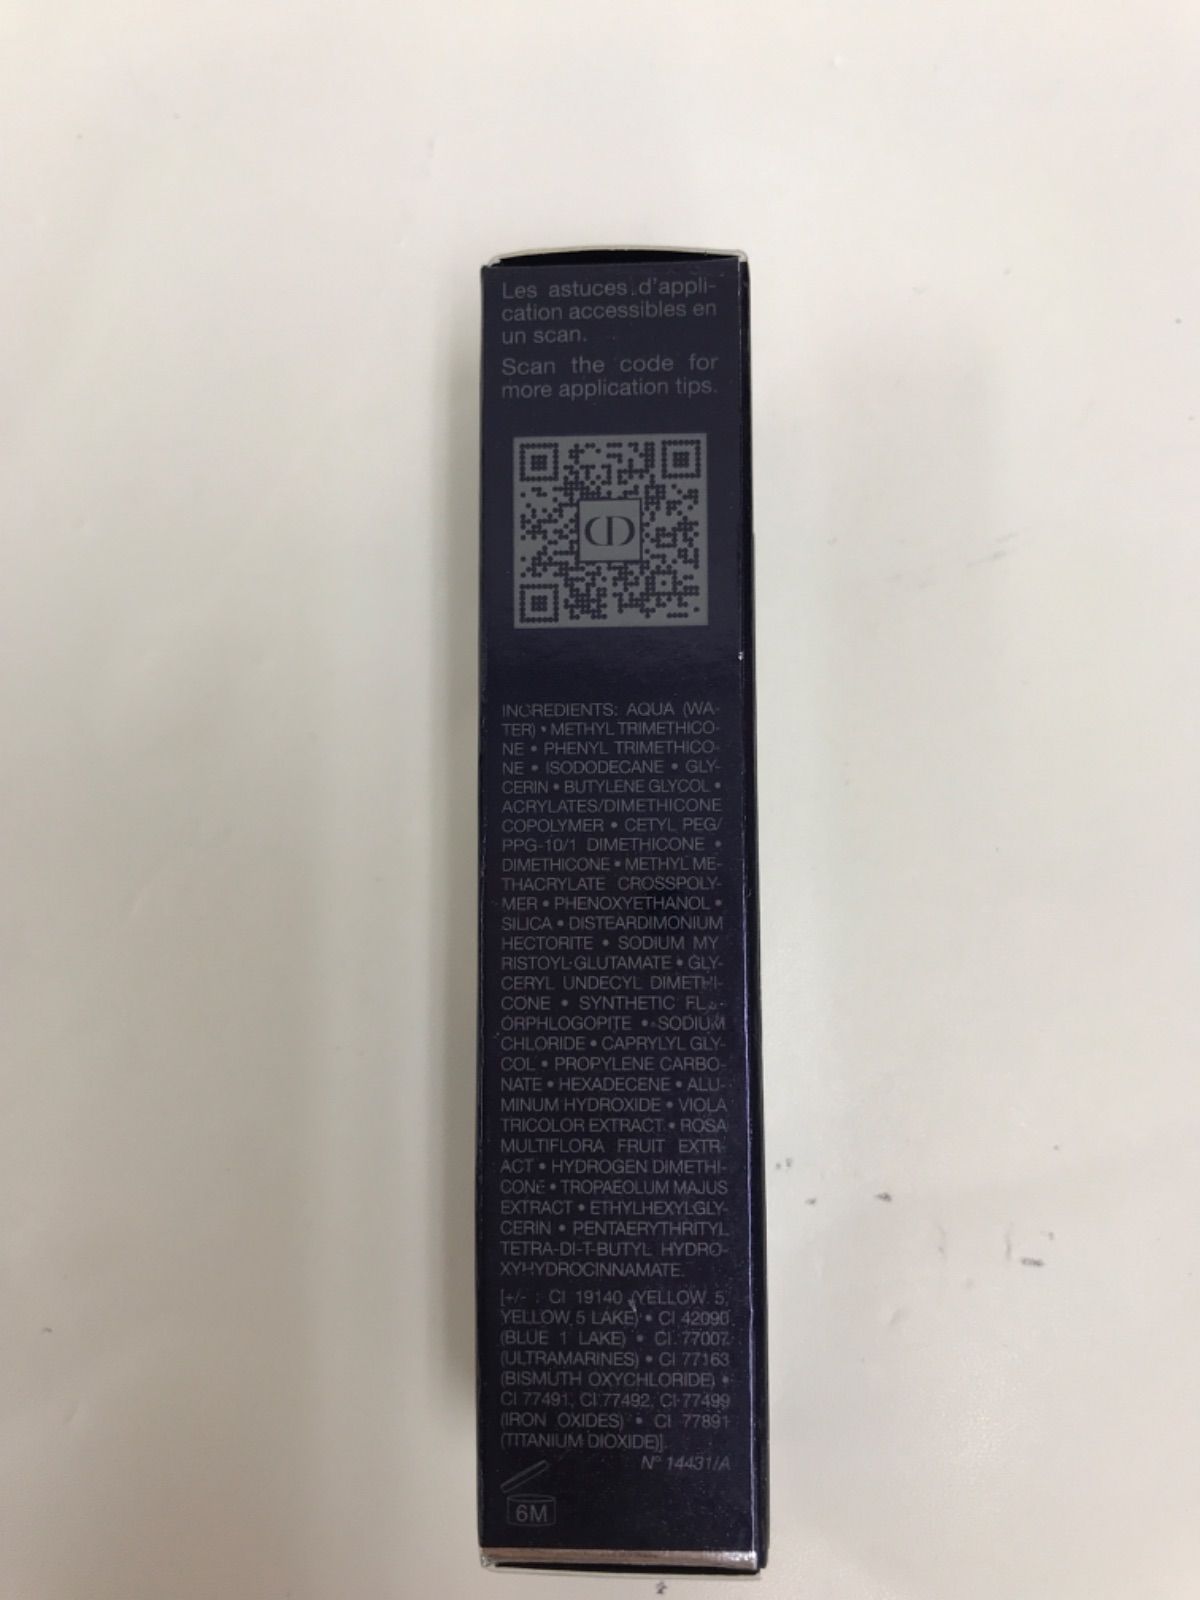 Les astuces d'appli-
cation accessibles en
un scan.
Scan the code for
more application tips.
CD
INGREDIENTS: AQUA (WA-
TER) • METHYL TRIMETHICO-
NE • PHENYL TRIMETHICO-
NE • ISODODECANE • GLY-
CERIN • BUTYLENE GLYCOL •
ACRYLATES/DIMETHICONE
COPOLYMER • CETYL PEG/
PPG-10/1 DIMETHICONE •
DIMETHICONE • METHYL ME-
THACRYLATE CROSSPOLY-
MER • PHENOXYETHANOL •
SILICA • DISTEARDIMONIUM
HECTORITE • SODIUM MY
RISTOYL GLUTAMATE • GLY-
CERYL UNDECYL DIMETHI-
CONE • SYNTHETIC FLU-
ORPHLOGOPITE • SODIUM
CHLORIDE • CAPRYLYL GLY-
COL • PROPYLENE CARBO-
NATE • HEXADECENE • ALU-
MINUM HYDROXIDE • VIOLA
TRICOLOR EXTRACT • ROSA
MULTIFLORA FRUIT EXTR-
ACT • HYDROGEN DIMETHI-
CONE • TROPAEOLUM MAJUS
EXTRACT • ETHYLHEXYLGLY-
CERIN • PENTAERYTHRITYL
TETRA-DI-T-BUTYL HYDRO-
XYHYDROCINNAMATE.
[+/- : CI 19140 (YELLOW 5,
YELLOW 5 LAKE) • CI 42090
(BLUE 1 LAKE) • CI 77007
(ULTRAMARINES) • CI 77163
(BISMUTH OXYCHLORIDE) •
CI 77491, CI 77492, CI 77499
(IRON OXIDES) • CI 77891
(TITANIUM DIOXIDE)].
N° 14431/A
6M